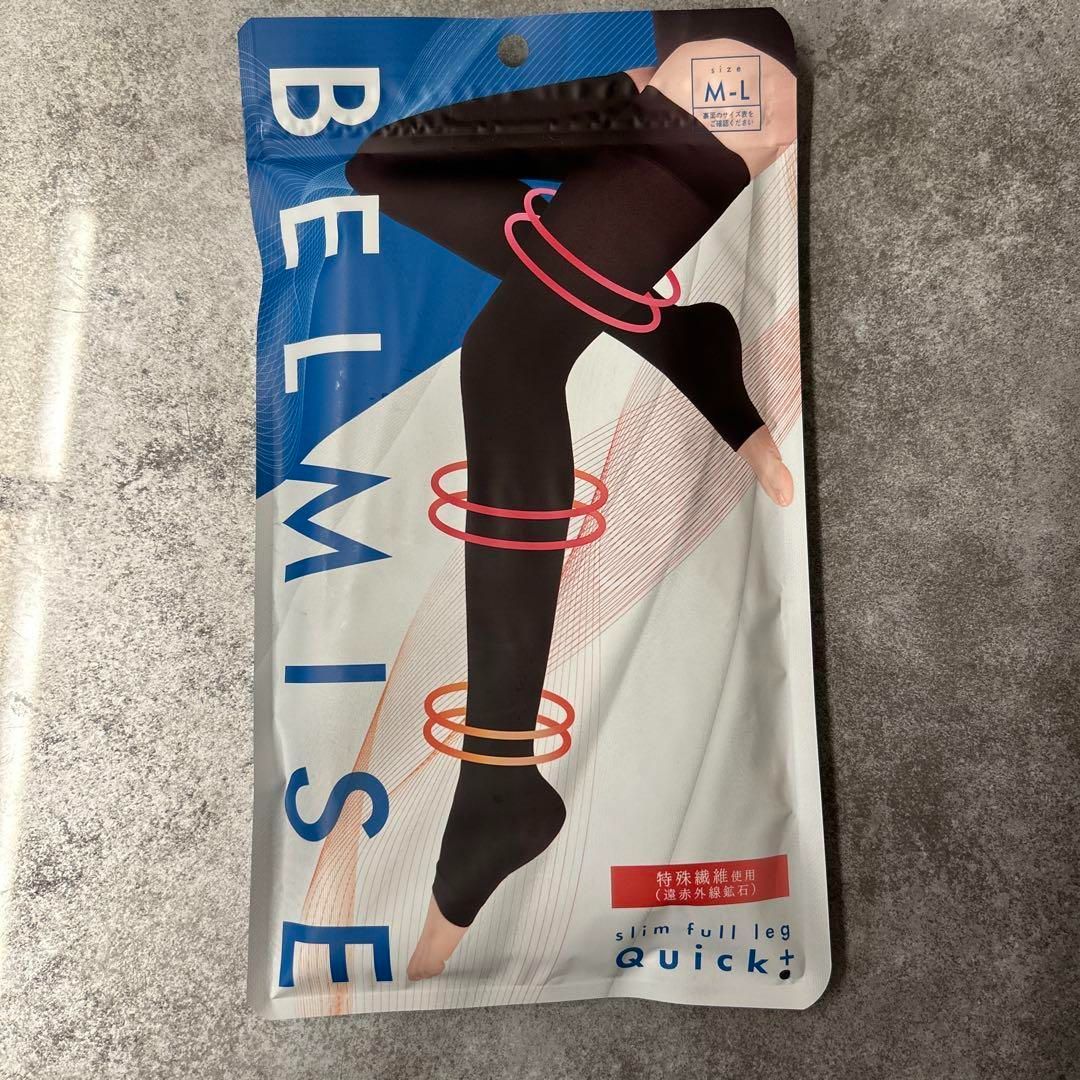 BELMISE
size
M-L
裏面のサイズ表を
ご確認ください
特殊繊維使用
(遠赤外線鉱石)
slim full leg
Quick+